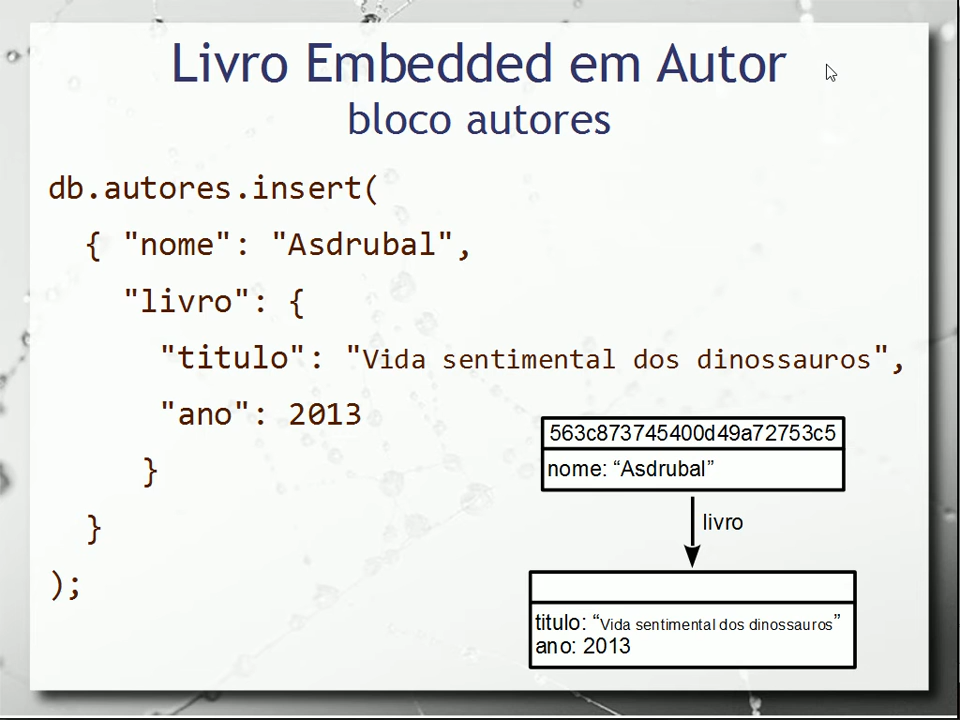 Livro Embedded em Autor
bloco autores
db.autores.insert(
{ "nome": "Asdrubal",
"livro": {
"titulo": "Vida sentimental dos dinossauros",
"ano": 2013
}
}
);
563c873745400d49a72753c5
nome: “Asdrubal”
livro
titulo: “Vida sentimental dos dinossauros”
ano: 2013